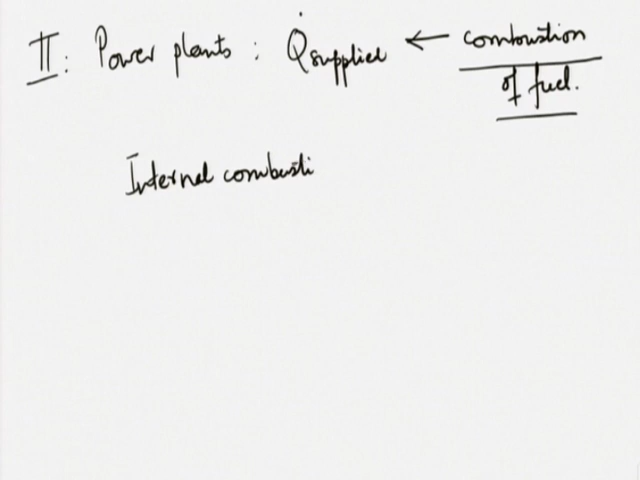 II: Power plants : Q̇supplied ← combustion
of fuel.
Internal combusti